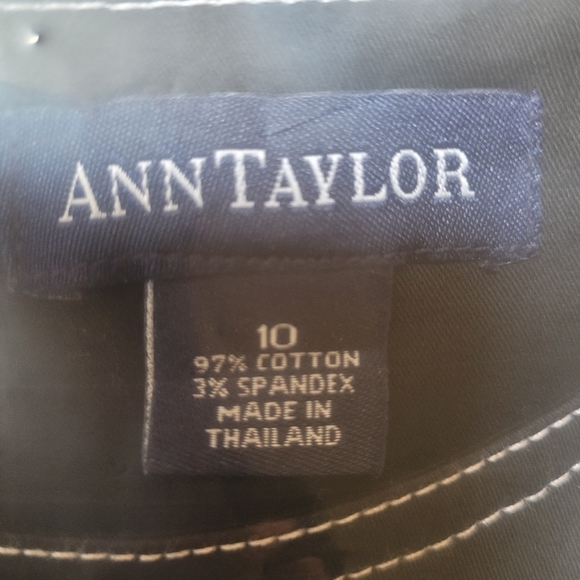 ANNTAYLOR
10
97% COTTON
3% SPANDEX
MADE IN
THAILAND